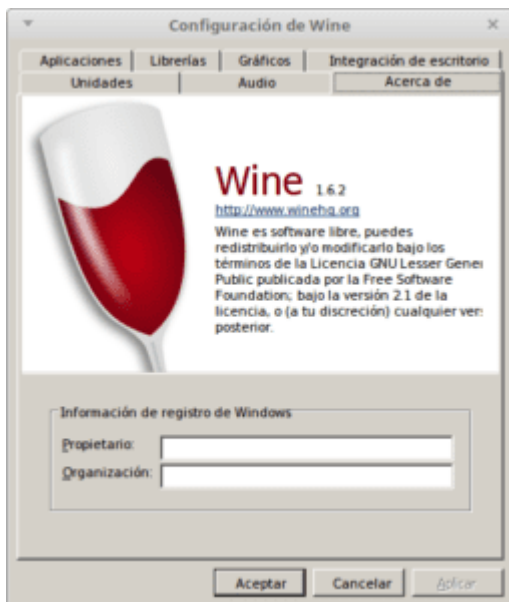 Configuración de Wine
Aplicaciones Librerías Gráficos Integración de escritorio
Unidades Audio Acerca de
Wine 1.6.2
http://www.winehq.org
Wine es software libre, puedes
redistribuirlo y/o modificarlo bajo los
términos de la Licencia GNU Lesser Gener
Public publicada por la Free Software
Foundation; bajo la versión 2.1 de la
licencia, o (a tu discreción) cualquier ver
posterior.
Información de registro de Windows
Propietario:
Organización:
Aceptar Cancelar Aplicar